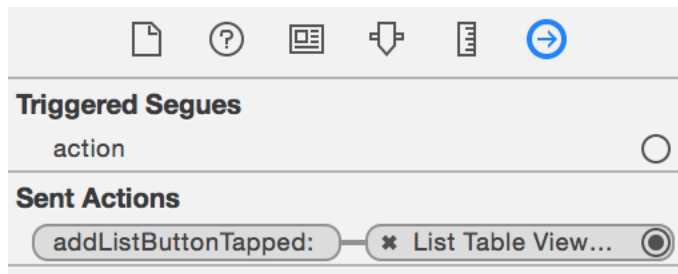 Triggered Segues
action
Sent Actions
addListButtonTapped: List Table View...